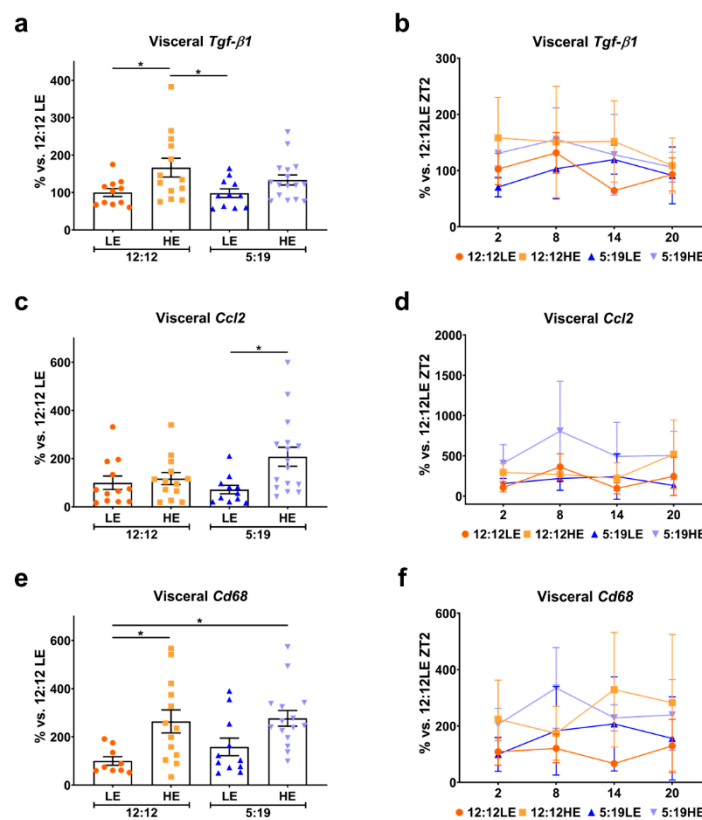 a
Visceral Tgf-β1
% vs. 12:12 LE
400
300
200
100
0
*
*
LE HE LE HE
12:12 5:19
b
Visceral Tgf-β1
% vs. 12:12LE ZT2
300
200
100
0
2 8 14 20
12:12LE 12:12HE 5:19LE 5:19HE
c
Visceral Ccl2
% vs. 12:12 LE
600
400
200
0
*
LE HE LE HE
12:12 5:19
d
Visceral Ccl2
% vs. 12:12LE ZT2
2000
1500
1000
500
0
2 8 14 20
12:12LE 12:12HE 5:19LE 5:19HE
e
Visceral Cd68
% vs. 12:12 LE
600
400
200
0
*
*
LE HE LE HE
12:12 5:19
f
Visceral Cd68
% vs. 12:12LE ZT2
600
400
200
0
2 8 14 20
12:12LE 12:12HE 5:19LE 5:19HE